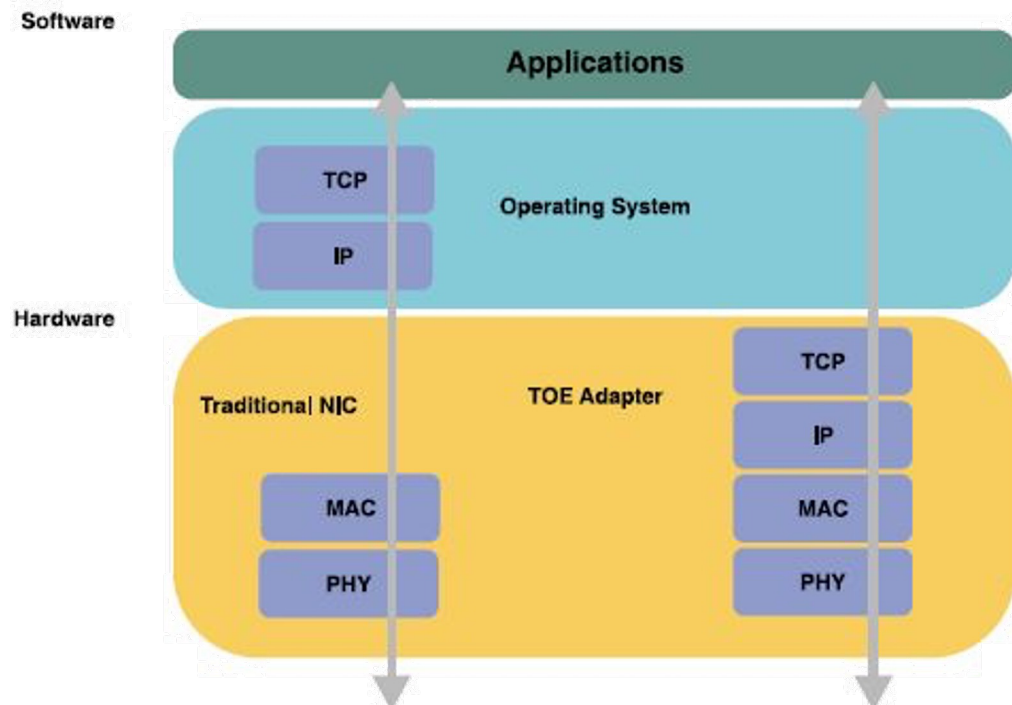 Software
Applications
TCP
Operating System
IP
Hardware
TCP
Traditional NIC
TOE Adapter
IP
MAC
MAC
PHY
PHY